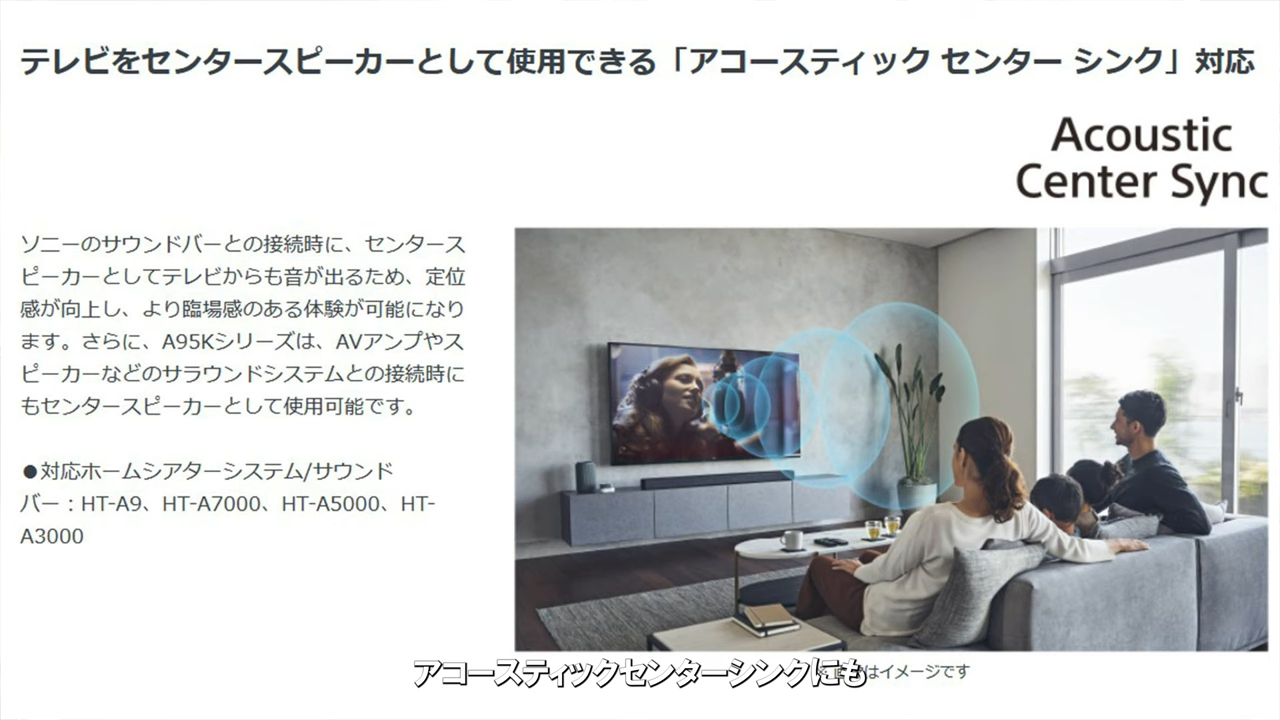 テレビをセンタースピーカーとして使用できる「アコースティック センター シンク」対応
Acoustic
Center Sync
ソニーのサウンドバーとの接続時に、センタース
ピーカーとしてテレビからも音が出るため、定位
感が向上し、より臨場感のある体験が可能になり
ます。さらに、A95Kシリーズは、AVアンプやス
ピーカーなどのサラウンドシステムとの接続時に
もセンタースピーカーとして使用可能です。
●対応ホームシアターシステム/サウンド
バー：HT-A9、HT-A7000、HT-A5000、HT-
A3000
はイメージです
アコースティックセンターシンクにも